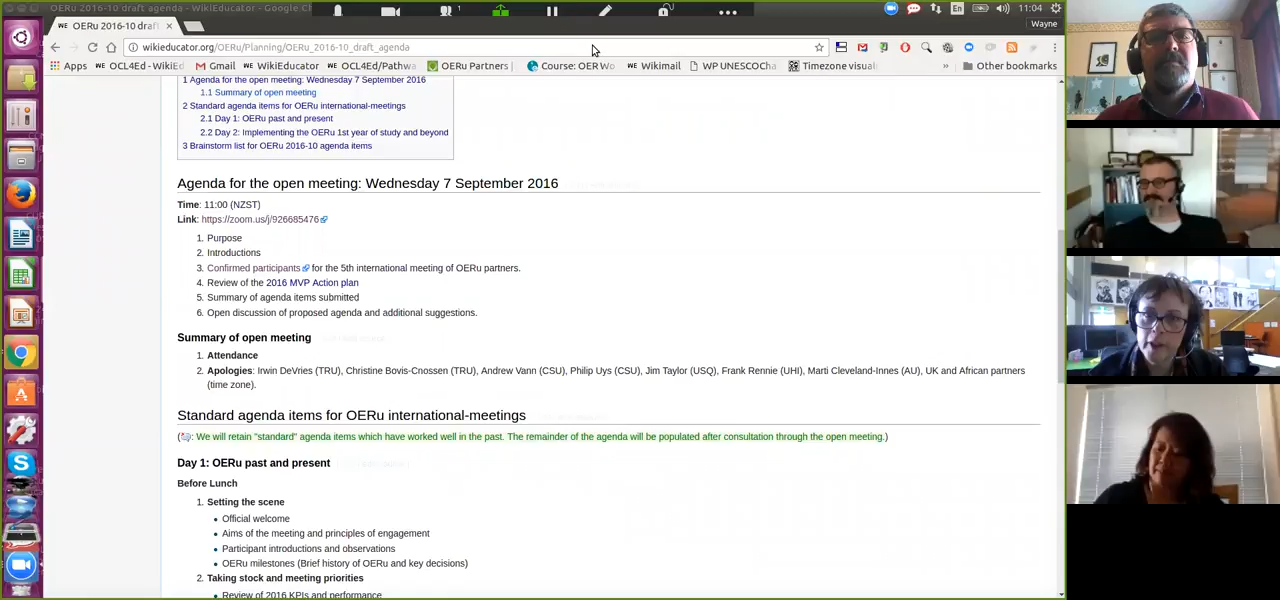 OERu 2016-10 draft agenda - WikiEducator - Google Ch
1
En
11:04
WE OERu 2016-10 draft
Wayne
wikieducator.org/OERu/Planning/OERu_2016-10_draft_agenda
Apps
WE OCL4Ed - WikiEd
Gmail
WE WikiEducator
WE OCL4Ed/Pathwa
OERu Partners |
Course: OER Wo
WE Wikimail
WP UNESCOCha
Timezone visual
»
Other bookmarks
1 Agenda for the open meeting: Wednesday 7 September 2016
1.1 Summary of open meeting
2 Standard agenda items for OERu international-meetings
2.1 Day 1: OERu past and present
2.2 Day 2: Implementing the OERu 1st year of study and beyond
3 Brainstorm list for OERu 2016-10 agenda items
Agenda for the open meeting: Wednesday 7 September 2016
Time: 11:00 (NZST)
Link: https://zoom.us/j/926685476
1. Purpose
2. Introductions
3. Confirmed participants for the 5th international meeting of OERu partners.
4. Review of the 2016 MVP Action plan
5. Summary of agenda items submitted
6. Open discussion of proposed agenda and additional suggestions.
Summary of open meeting
1. Attendance
2. Apologies: Irwin DeVries (TRU), Christine Bovis-Cnossen (TRU), Andrew Vann (CSU), Philip Uys (CSU), Jim Taylor (USQ), Frank Rennie (UHI), Marti Cleveland-Innes (AU), UK and African partners
(time zone).
Standard agenda items for OERu international-meetings
(: We will retain "standard" agenda items which have worked well in the past. The remainder of the agenda will be populated after consultation through the open meeting.)
Day 1: OERu past and present
Before Lunch
1. Setting the scene
• Official welcome
• Aims of the meeting and principles of engagement
• Participant introductions and observations
• OERu milestones (Brief history of OERu and key decisions)
2. Taking stock and meeting priorities
• Review of 2016 KPIs and performance